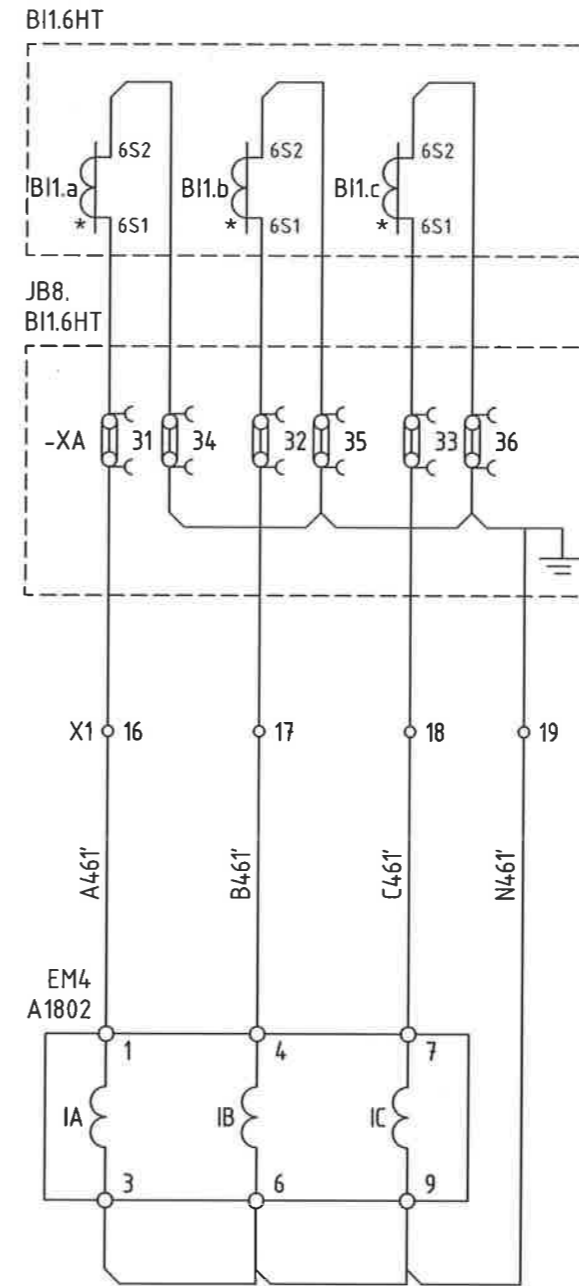 BI1.6HT
6S2 6S2 6S2
BI1.a BI1.b BI1.c
* 6S1 * 6S1 * 6S1
JB8.
BI1.6HT
-XA 31 34 32 35 33 36
X1 16 17 18 19
A461' B461' C461' N461'
EM4
A1802
1 4 7
IA IB IC
3 6 9